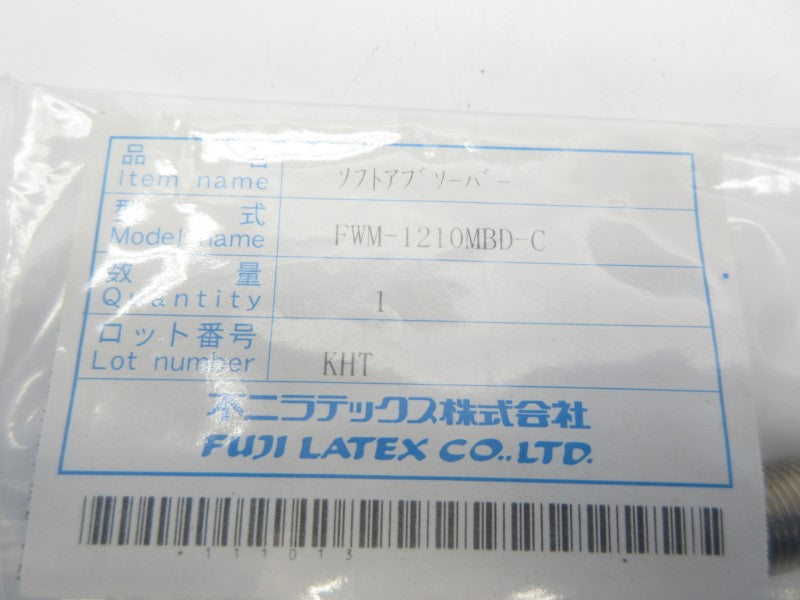 品 名
Item name
ソフトアブソーバー
型 式
Model name
FWM-1210MBD-C
数 量
Quantity
1
ロット番号
Lot number
KHT
不二ラテックス株式会社
FUJI LATEX CO.,LTD.
111013